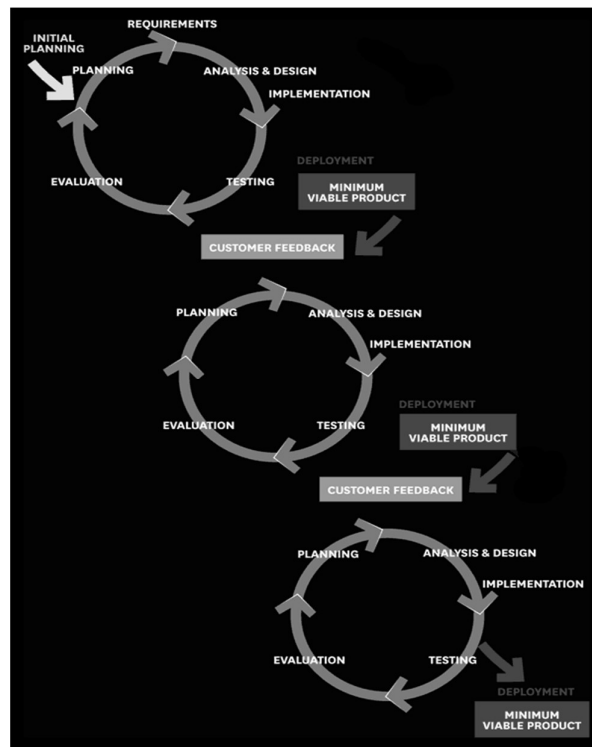 REQUIREMENTS
INITIAL
PLANNING
PLANNING
ANALYSIS & DESIGN
IMPLEMENTATION
DEPLOYMENT
EVALUATION
TESTING
MINIMUM
VIABLE PRODUCT
CUSTOMER FEEDBACK
PLANNING
ANALYSIS & DESIGN
IMPLEMENTATION
DEPLOYMENT
EVALUATION
TESTING
MINIMUM
VIABLE PRODUCT
CUSTOMER FEEDBACK
PLANNING
ANALYSIS & DESIGN
IMPLEMENTATION
EVALUATION
TESTING
DEPLOYMENT
MINIMUM
VIABLE PRODUCT